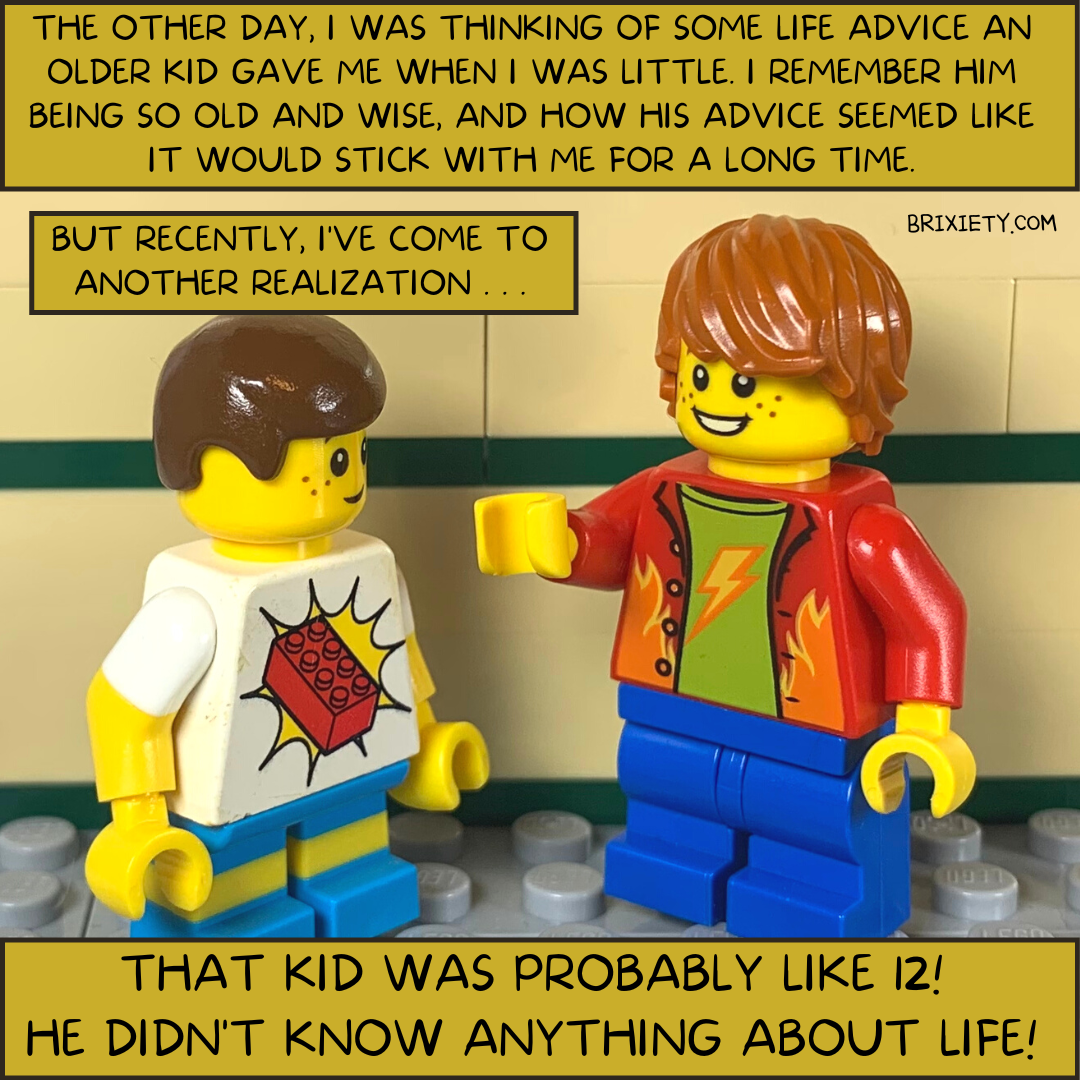 THE OTHER DAY, I WAS THINKING OF SOME LIFE ADVICE AN
OLDER KID GAVE ME WHEN I WAS LITTLE. I REMEMBER HIM
BEING SO OLD AND WISE, AND HOW HIS ADVICE SEEMED LIKE
IT WOULD STICK WITH ME FOR A LONG TIME.
BUT RECENTLY, I'VE COME TO
ANOTHER REALIZATION . . .
BRIXIETY.COM
THAT KID WAS PROBABLY LIKE 12!
HE DIDN'T KNOW ANYTHING ABOUT LIFE!